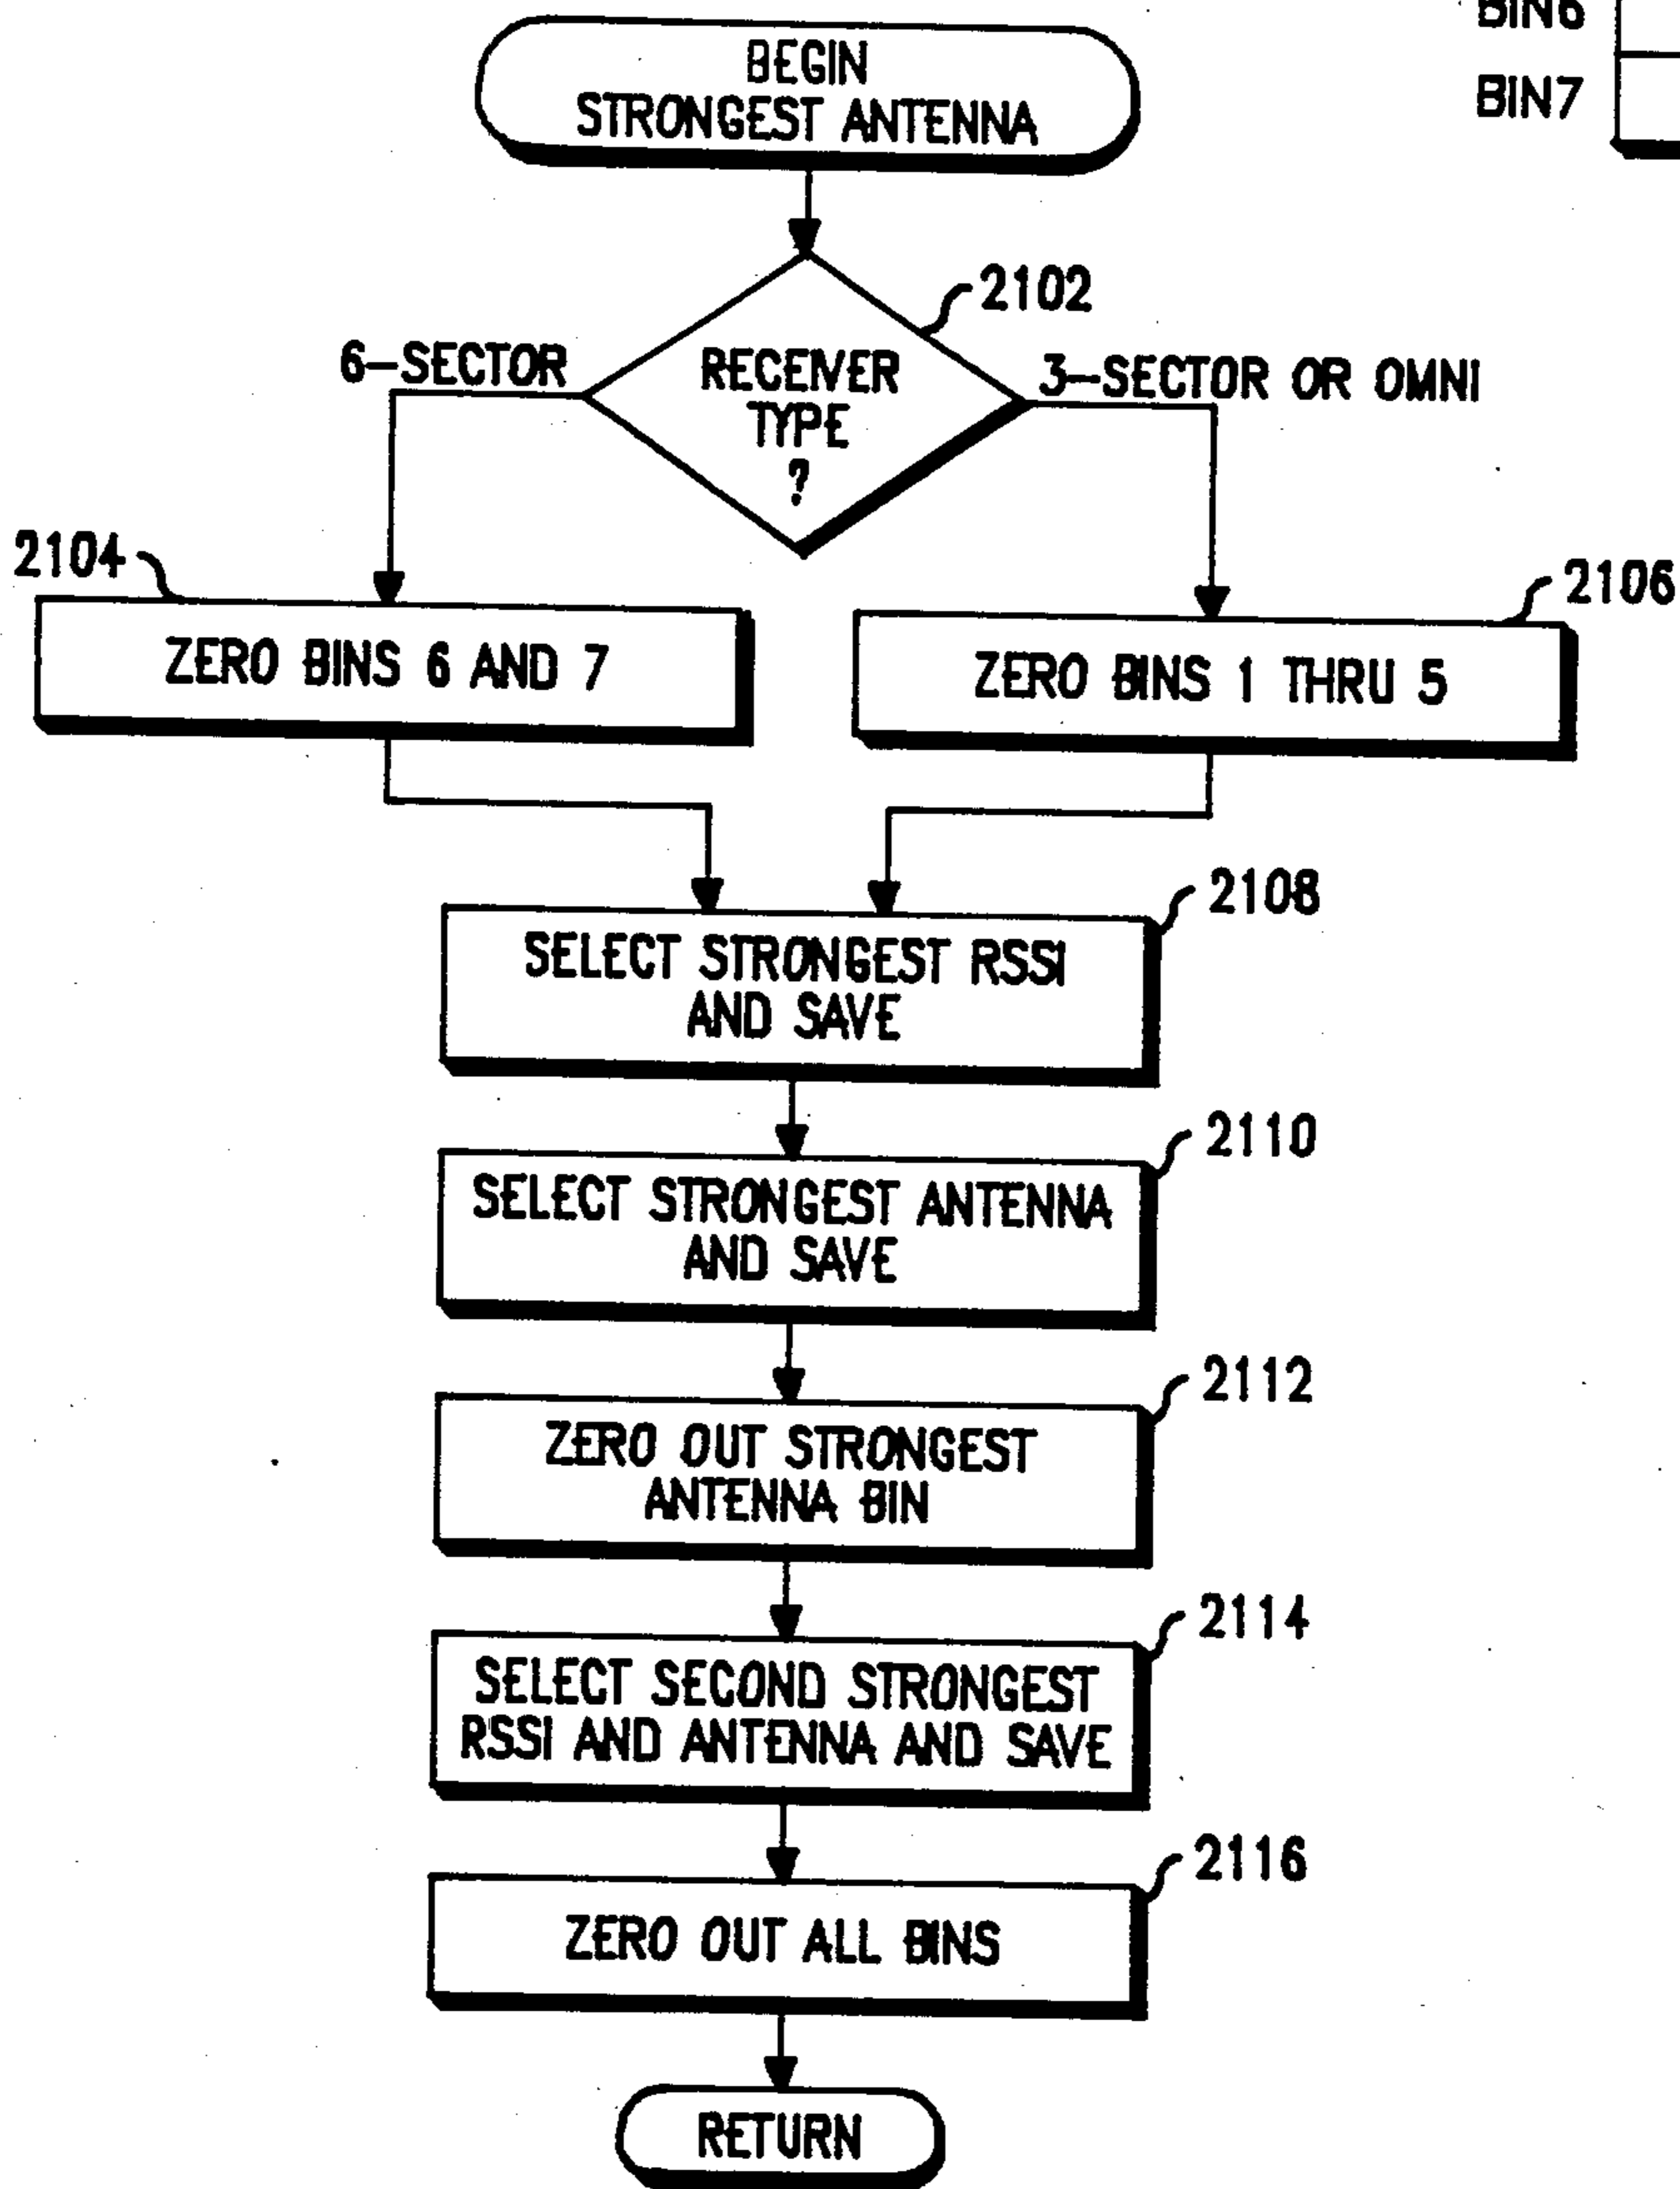 BIN6
BIN7
BEGIN
STRONGEST ANTENNA
2102
6-SECTOR
RECEIVER
TYPE
?
3-SECTOR OR OMNI
2104
2106
ZERO BINS 6 AND 7
ZERO BINS 1 THRU 5
2108
SELECT STRONGEST RSSI
AND SAVE
2110
SELECT STRONGEST ANTENNA
AND SAVE
2112
ZERO OUT STRONGEST
ANTENNA BIN
2114
SELECT SECOND STRONGEST
RSSI AND ANTENNA AND SAVE
2116
ZERO OUT ALL BINS
RETURN